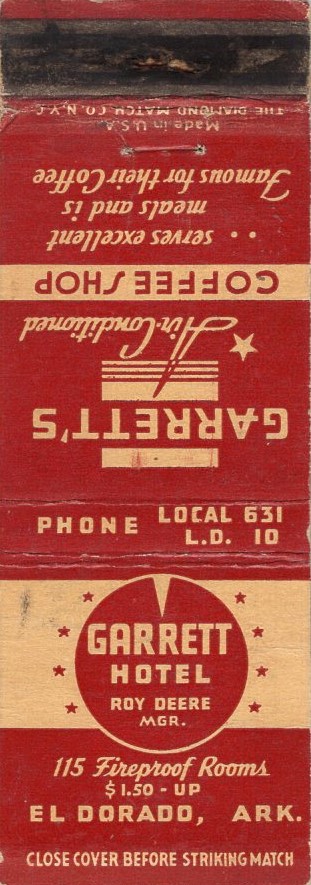 THE DIAMOND MATCH CO. N.Y.C.
Made in U.S.A.
Famous for their Coffee
meals and is
. . serves excellent
COFFEE SHOP
Air-Conditioned
GARRETT'S
PHONE LOCAL 631
L.D. 10
GARRETT
HOTEL
ROY DEERE
MGR.
115 Fireproof Rooms
$1.50 - UP
EL DORADO, ARK.
CLOSE COVER BEFORE STRIKING MATCH